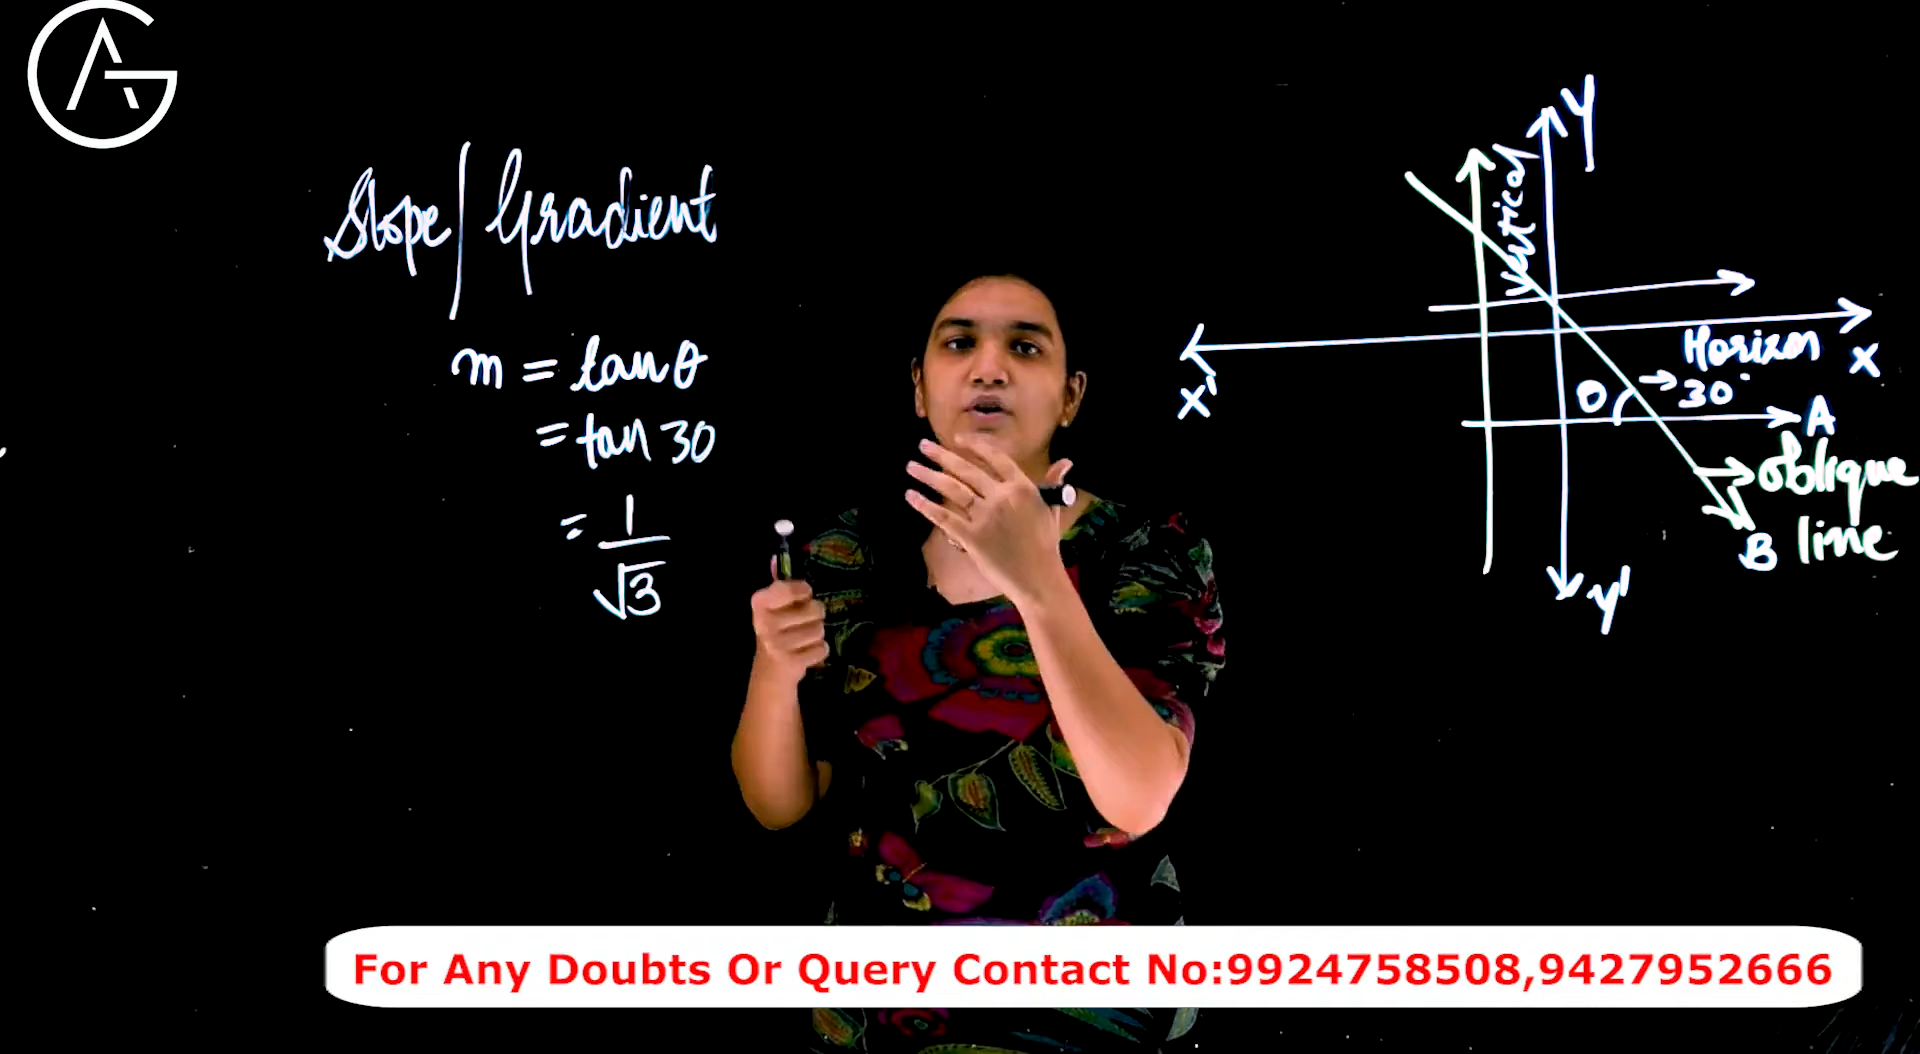 AG
Slope/Gradient
m = tan θ
= tan 30
= 1/√3
Y
Vertical
Horizon
X
X'
θ → 30°
A
oblique
line
B
Y'
For Any Doubts Or Query Contact No:9924758508,9427952666